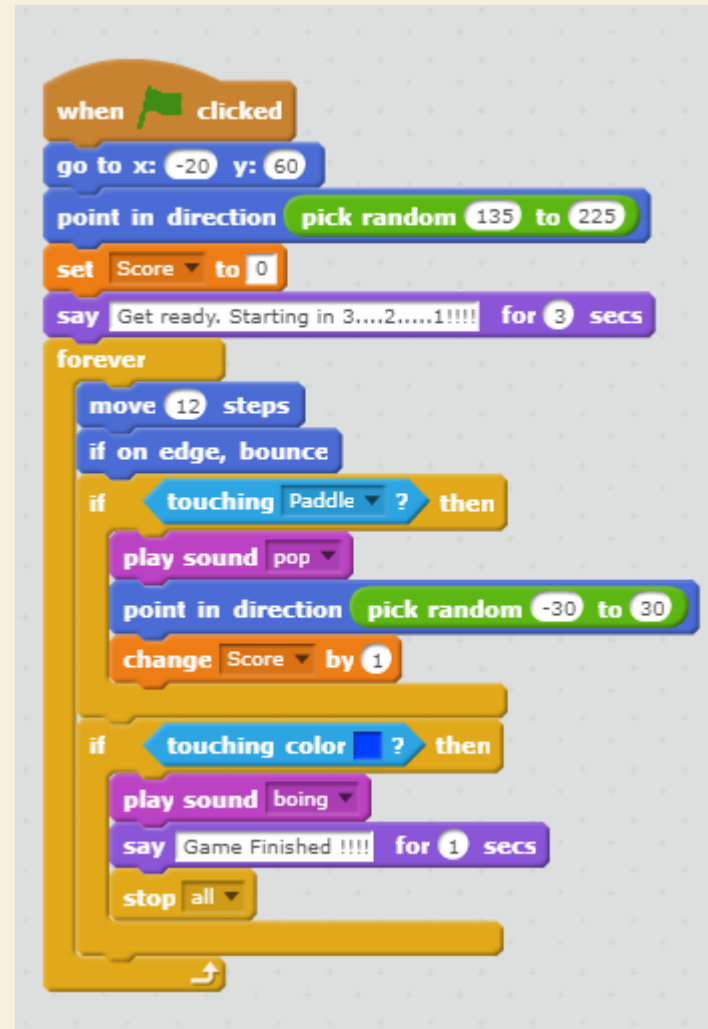 when clicked
go to x: -20 y: 60
point in direction pick random 135 to 225
set Score to 0
say Get ready. Starting in 3....2.....1!!!! for 3 secs
forever
move 12 steps
if on edge, bounce
if touching Paddle ? then
play sound pop
point in direction pick random -30 to 30
change Score by 1
if touching color ? then
play sound boing
say Game Finished !!!! for 1 secs
stop all